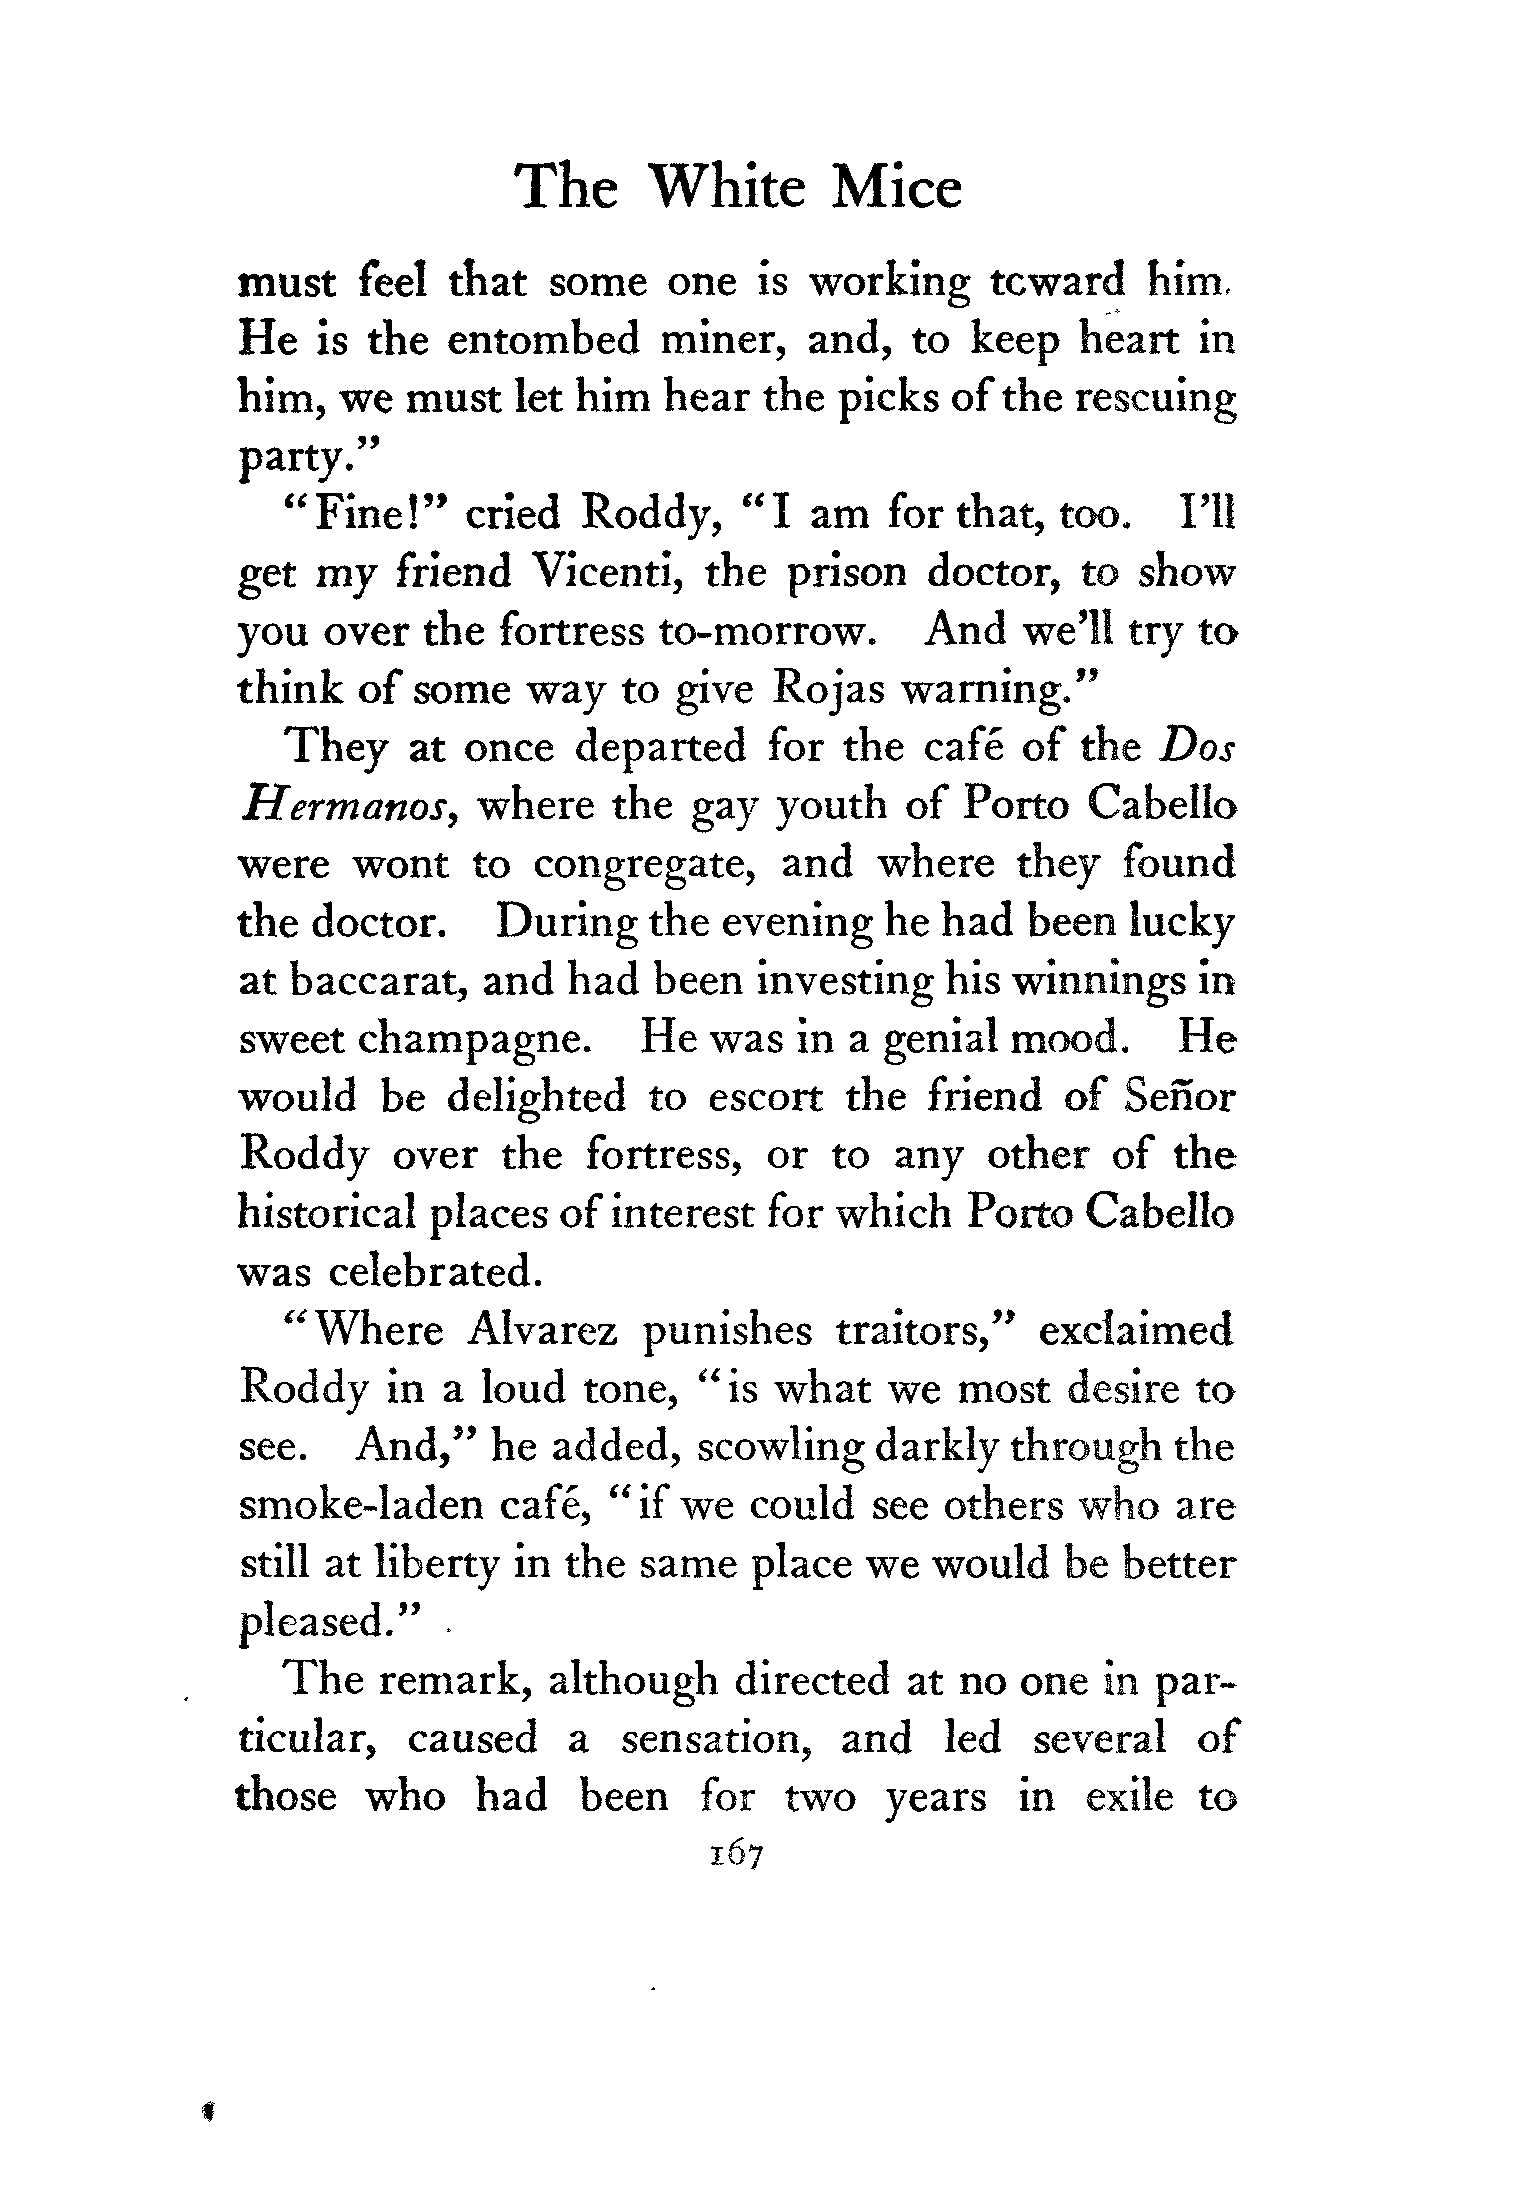 The White Mice
must feel that some one is working toward him.
He is the entombed miner, and, to keep heart in
him, we must let him hear the picks of the rescuing
party."
"Fine!" cried Roddy, "I am for that, too. I'll
get my friend Vicenti, the prison doctor, to show
you over the fortress to-morrow. And we'll try to
think of some way to give Rojas warning."
They at once departed for the café of the Dos
Hermanos, where the gay youth of Porto Cabello
were wont to congregate, and where they found
the doctor. During the evening he had been lucky
at baccarat, and had been investing his winnings in
sweet champagne. He was in a genial mood. He
would be delighted to escort the friend of Señor
Roddy over the fortress, or to any other of the
historical places of interest for which Porto Cabello
was celebrated.
"Where Alvarez punishes traitors," exclaimed
Roddy in a loud tone, "is what we most desire to
see. And," he added, scowling darkly through the
smoke-laden café, "if we could see others who are
still at liberty in the same place we would be better
pleased."
The remark, although directed at no one in par-
ticular, caused a sensation, and led several of
those who had been for two years in exile to
167